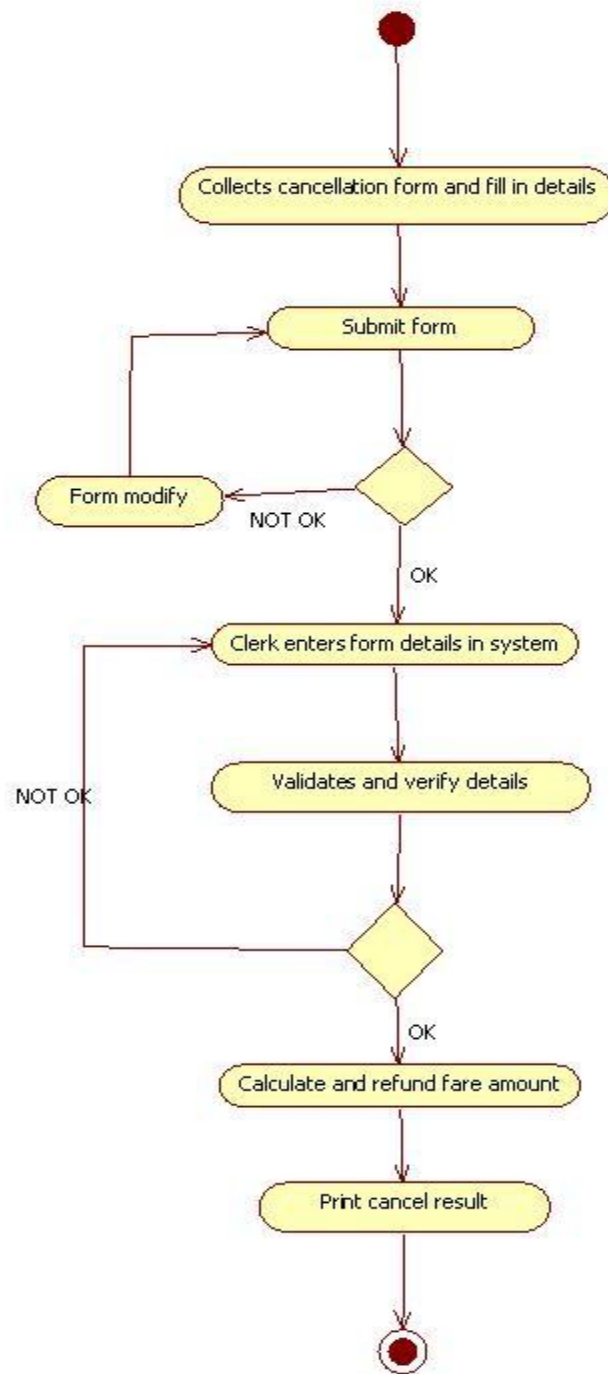 Collects cancellation form and fill in details
Submit form
Form modify
NOT OK
OK
Clerk enters form details in system
Validates and verify details
NOT OK
OK
Calculate and refund fare amount
Print cancel result